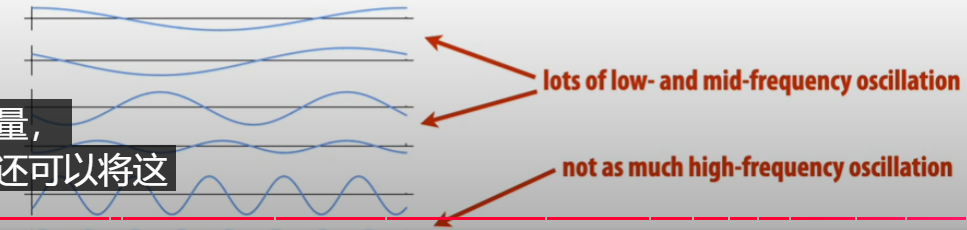 lots of low- and mid-frequency oscillation
量，
还可以将这
not as much high-frequency oscillation